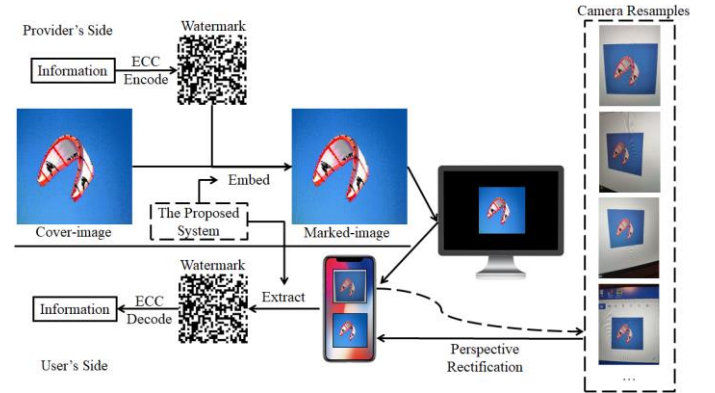 Camera Resamples
Provider's Side
Watermark
Information
ECC
Encode
Embed
The Proposed
System
Cover-image
Marked-image
Watermark
Information
ECC
Decode
Extract
User's Side
Perspective
Rectification
...